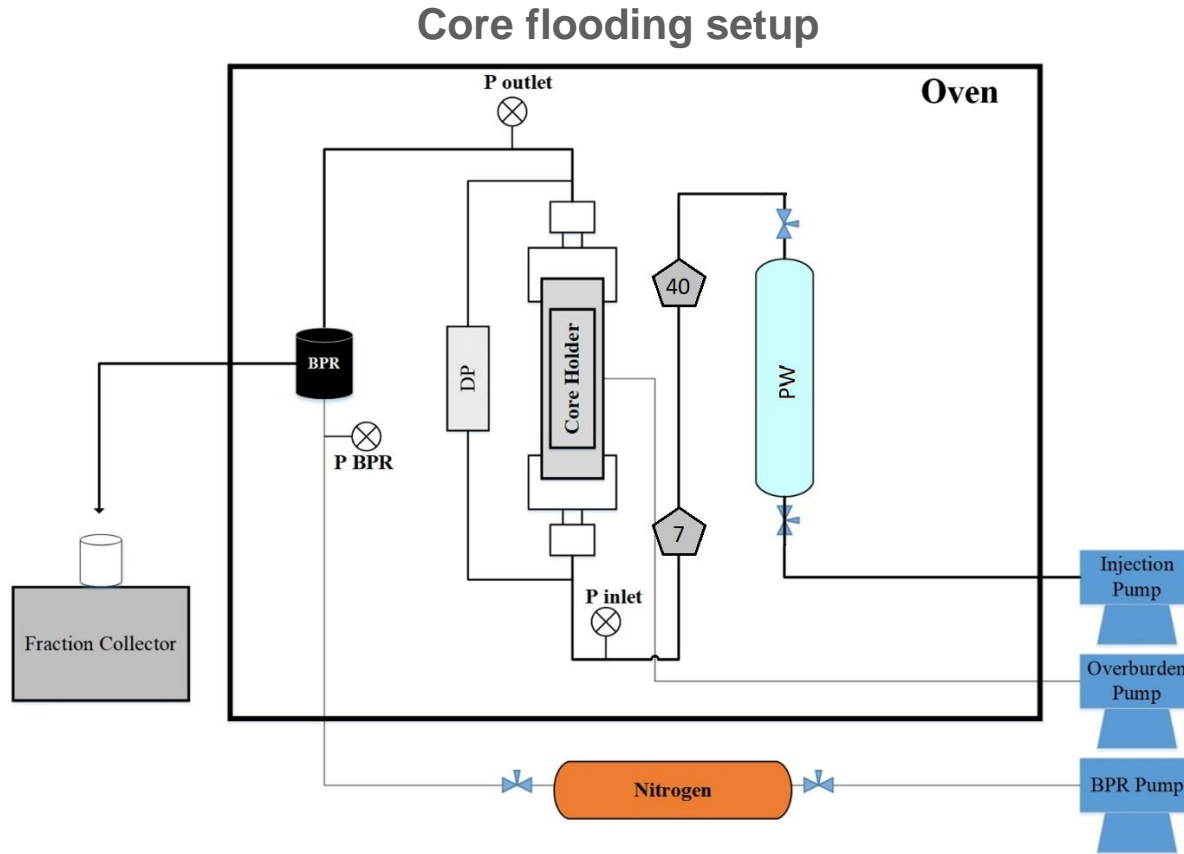 Core flooding setup
P outlet
Oven
40
BPR
DP
Core Holder
PW
P BPR
7
P inlet
Injection
Pump
Fraction Collector
Overburden
Pump
Nitrogen
BPR Pump